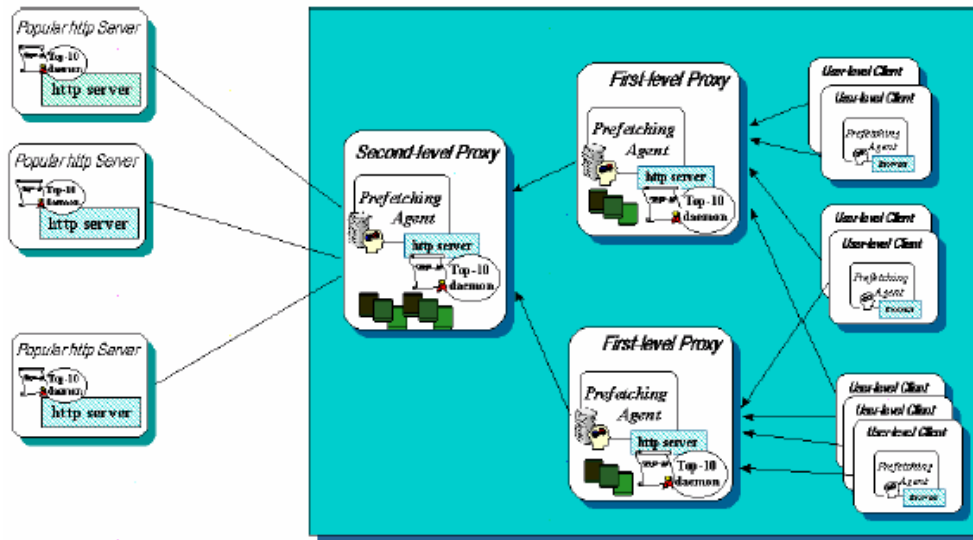 Popular http Server
Top-10
daemon
http server
Popular http Server
Top-10
daemon
http server
Popular http Server
Top-10
daemon
http server
Second-level Proxy
Prefetching
Agent
http server
Top-10
daemon
First-level Proxy
Prefetching
Agent
http server
Top-10
daemon
First-level Proxy
Prefetching
Agent
http server
Top-10
daemon
User-level Client
User-level Client
Prefetching
Agent
Browser
User-level Client
User-level Client
Prefetching
Agent
Browser
User-level Client
User-level Client
User-level Client
Prefetching
Agent
Browser